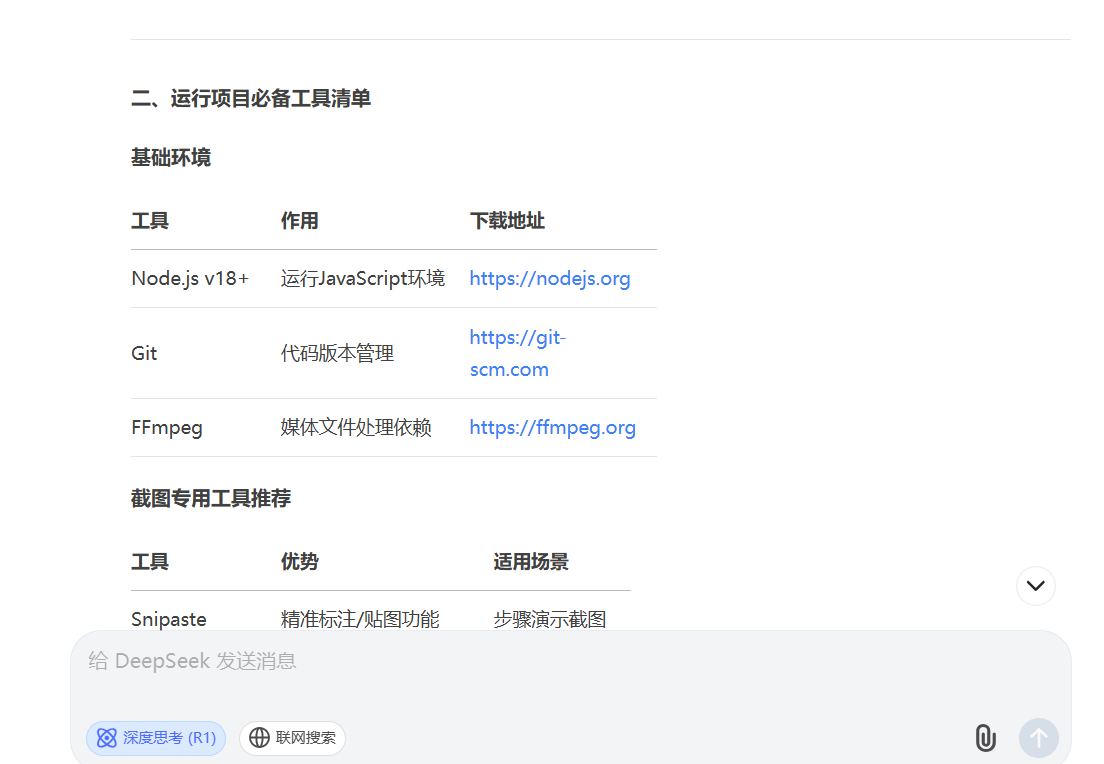 二、运行项目必备工具清单
基础环境
工具 作用 下载地址
Node.js v18+ 运行JavaScript环境 https://nodejs.org
Git 代码版本管理 https://git-
scm.com
FFmpeg 媒体文件处理依赖 https://ffmpeg.org
截图专用工具推荐
工具 优势 适用场景
Snipaste 精准标注/贴图功能 步骤演示截图
给 DeepSeek 发送消息
深度思考 (R1) 联网搜索